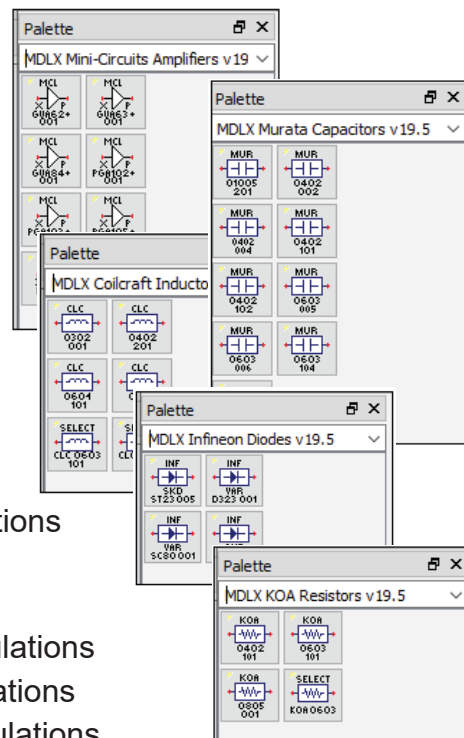 Palette
MDLX Mini-Circuits Amplifiers v19
MCL
GVA62+
001
MCL
GVA63+
001
MCL
GVA84+
001
MCL
PGA102+
001
MCL
MCL
Palette
MDLX Murata Capacitors v19.5
MUR
01005
201
MUR
0402
002
MUR
0402
004
MUR
0402
101
MUR
0402
102
MUR
0603
005
MUR
0603
006
MUR
0603
104
Palette
MDLX Coilcraft Inducto
CLC
0302
001
CLC
0402
201
CLC
0604
101
SELECT
CLC 0603
101
Palette
MDLX Infineon Diodes v19.5
INF
SKD
ST23 005
INF
VAR
D323 001
INF
VAR
SC80 001
INF
Palette
MDLX KOA Resistors v19.5
KOA
0402
101
KOA
0603
101
KOA
0805
001
SELECT
KOA0603
tions
ulations
ations
ulations